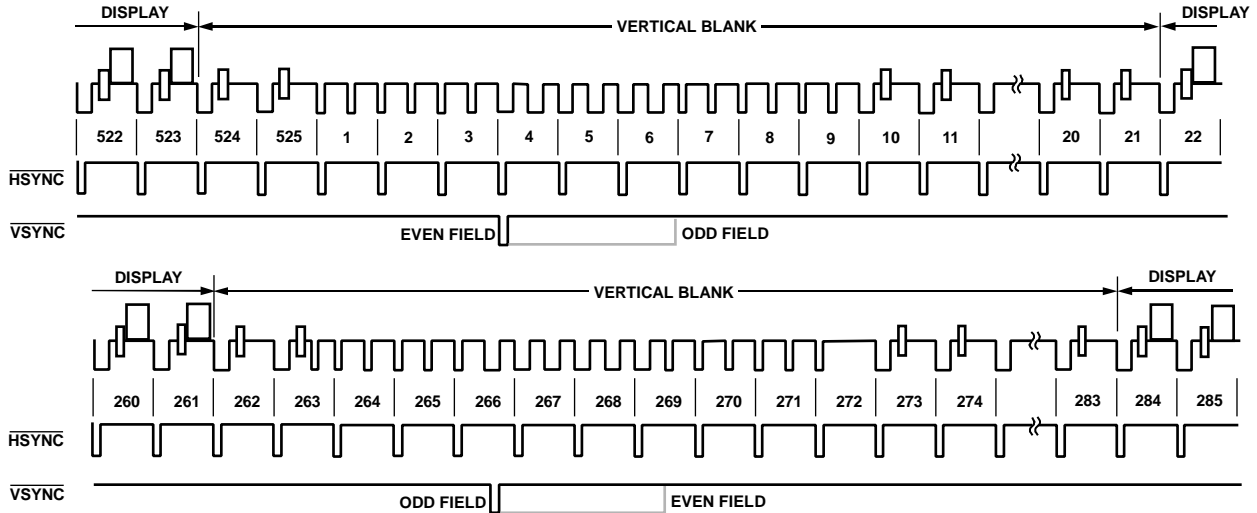 DISPLAY VERTICAL BLANK DISPLAY
522 523 524 525 1 2 3 4 5 6 7 8 9 10 11 20 21 22
HSYNC
VSYNC EVEN FIELD ODD FIELD
DISPLAY VERTICAL BLANK DISPLAY
260 261 262 263 264 265 266 267 268 269 270 271 272 273 274 283 284 285
HSYNC
VSYNC ODD FIELD EVEN FIELD